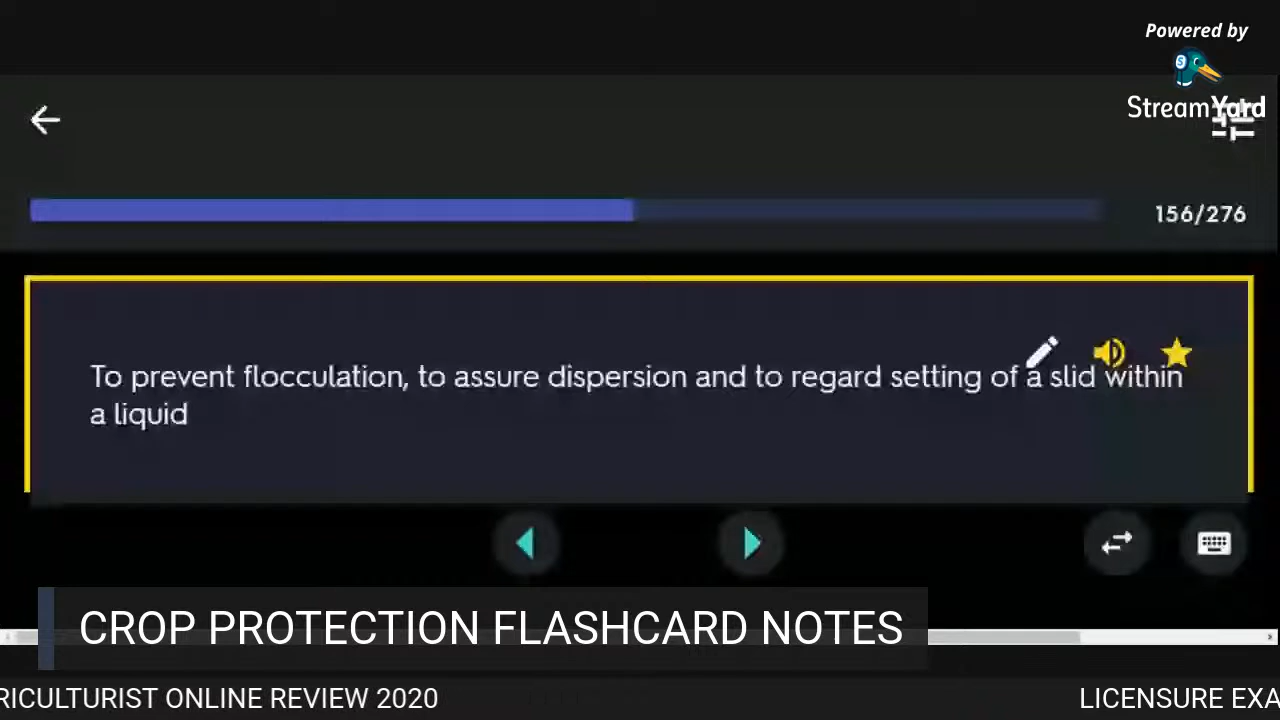 Powered by
StreamYard
156/276
To prevent flocculation, to assure dispersion and to regard setting of a slid within
a liquid
CROP PROTECTION FLASHCARD NOTES
RICULTURIST ONLINE REVIEW 2020
LICENSURE EXA